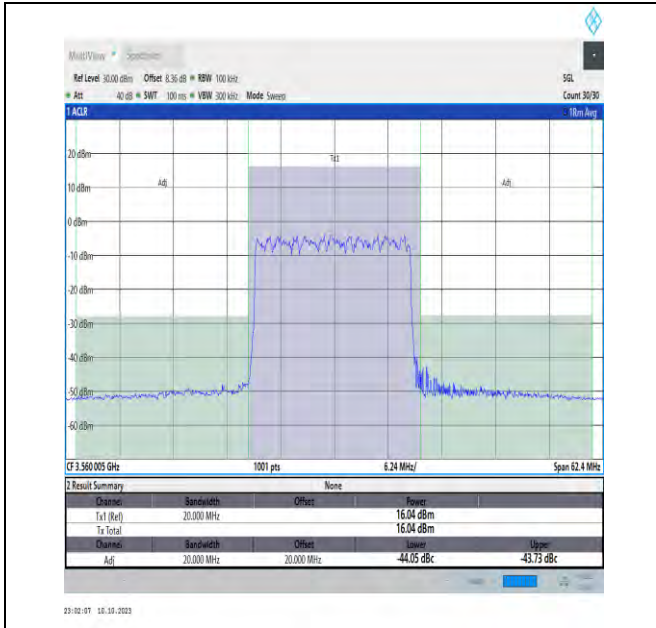 MultiView Spectrum
Ref Level 30.00 dBm Offset 8.36 dB RBW 100 kHz SGL
Att 40 dB SWT 100 ms VBW 300 kHz Mode Sweep Count 30/30
1 ACLR 1Rm Avg
20 dBm
Tx1
Adj Adj
10 dBm
0 dBm
-10 dBm
-20 dBm
-30 dBm
-40 dBm
-50 dBm
-60 dBm
CF 3.560 005 GHz 1001 pts 6.24 MHz/ Span 62.4 MHz
2 Result Summary None
Channel Bandwidth Offset Power
Tx1 (Ref) 20.000 MHz 16.04 dBm
Tx Total 16.04 dBm
Channel Bandwidth Offset Lower Upper
Adj 20.000 MHz 20.000 MHz -44.05 dBc -43.73 dBc
23:02:07 10.10.2023